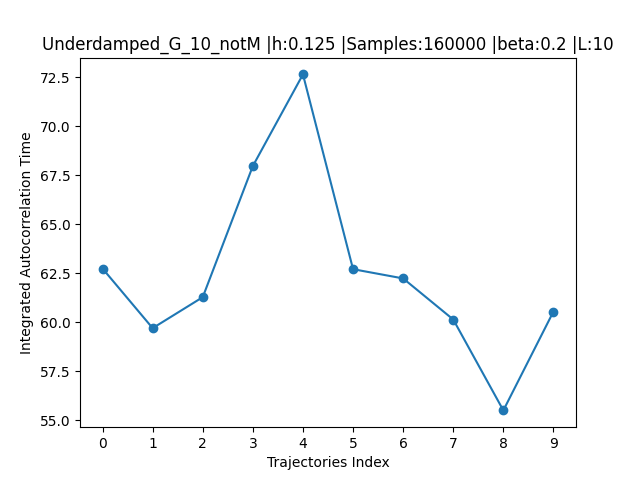 Underdamped_G_10_notM |h:0.125 |Samples:160000 |beta:0.2 |L:10
Integrated Autocorrelation Time
72.5
70.0
67.5
65.0
62.5
60.0
57.5
55.0
0 1 2 3 4 5 6 7 8 9
Trajectories Index